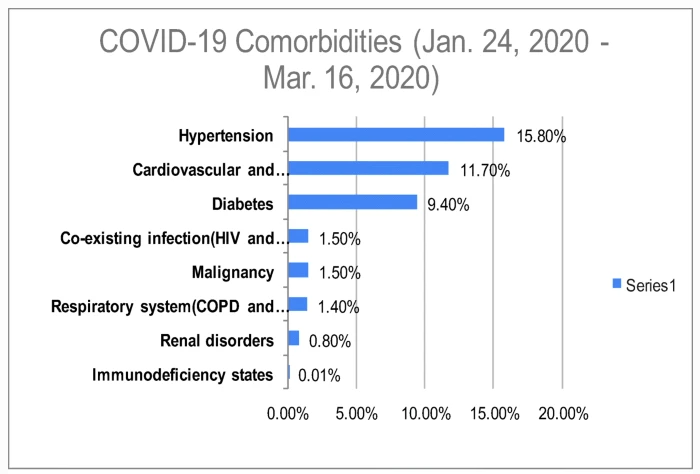 COVID-19 Comorbidities (Jan. 24, 2020 -
Mar. 16, 2020)
Hypertension 15.80%
Cardiovascular and... 11.70%
Diabetes 9.40%
Co-existing infection(HIV and... 1.50%
Malignancy 1.50%
Respiratory system(COPD and... 1.40%
Renal disorders 0.80%
Immunodeficiency states 0.01%
Series1
0.00% 5.00% 10.00% 15.00% 20.00%